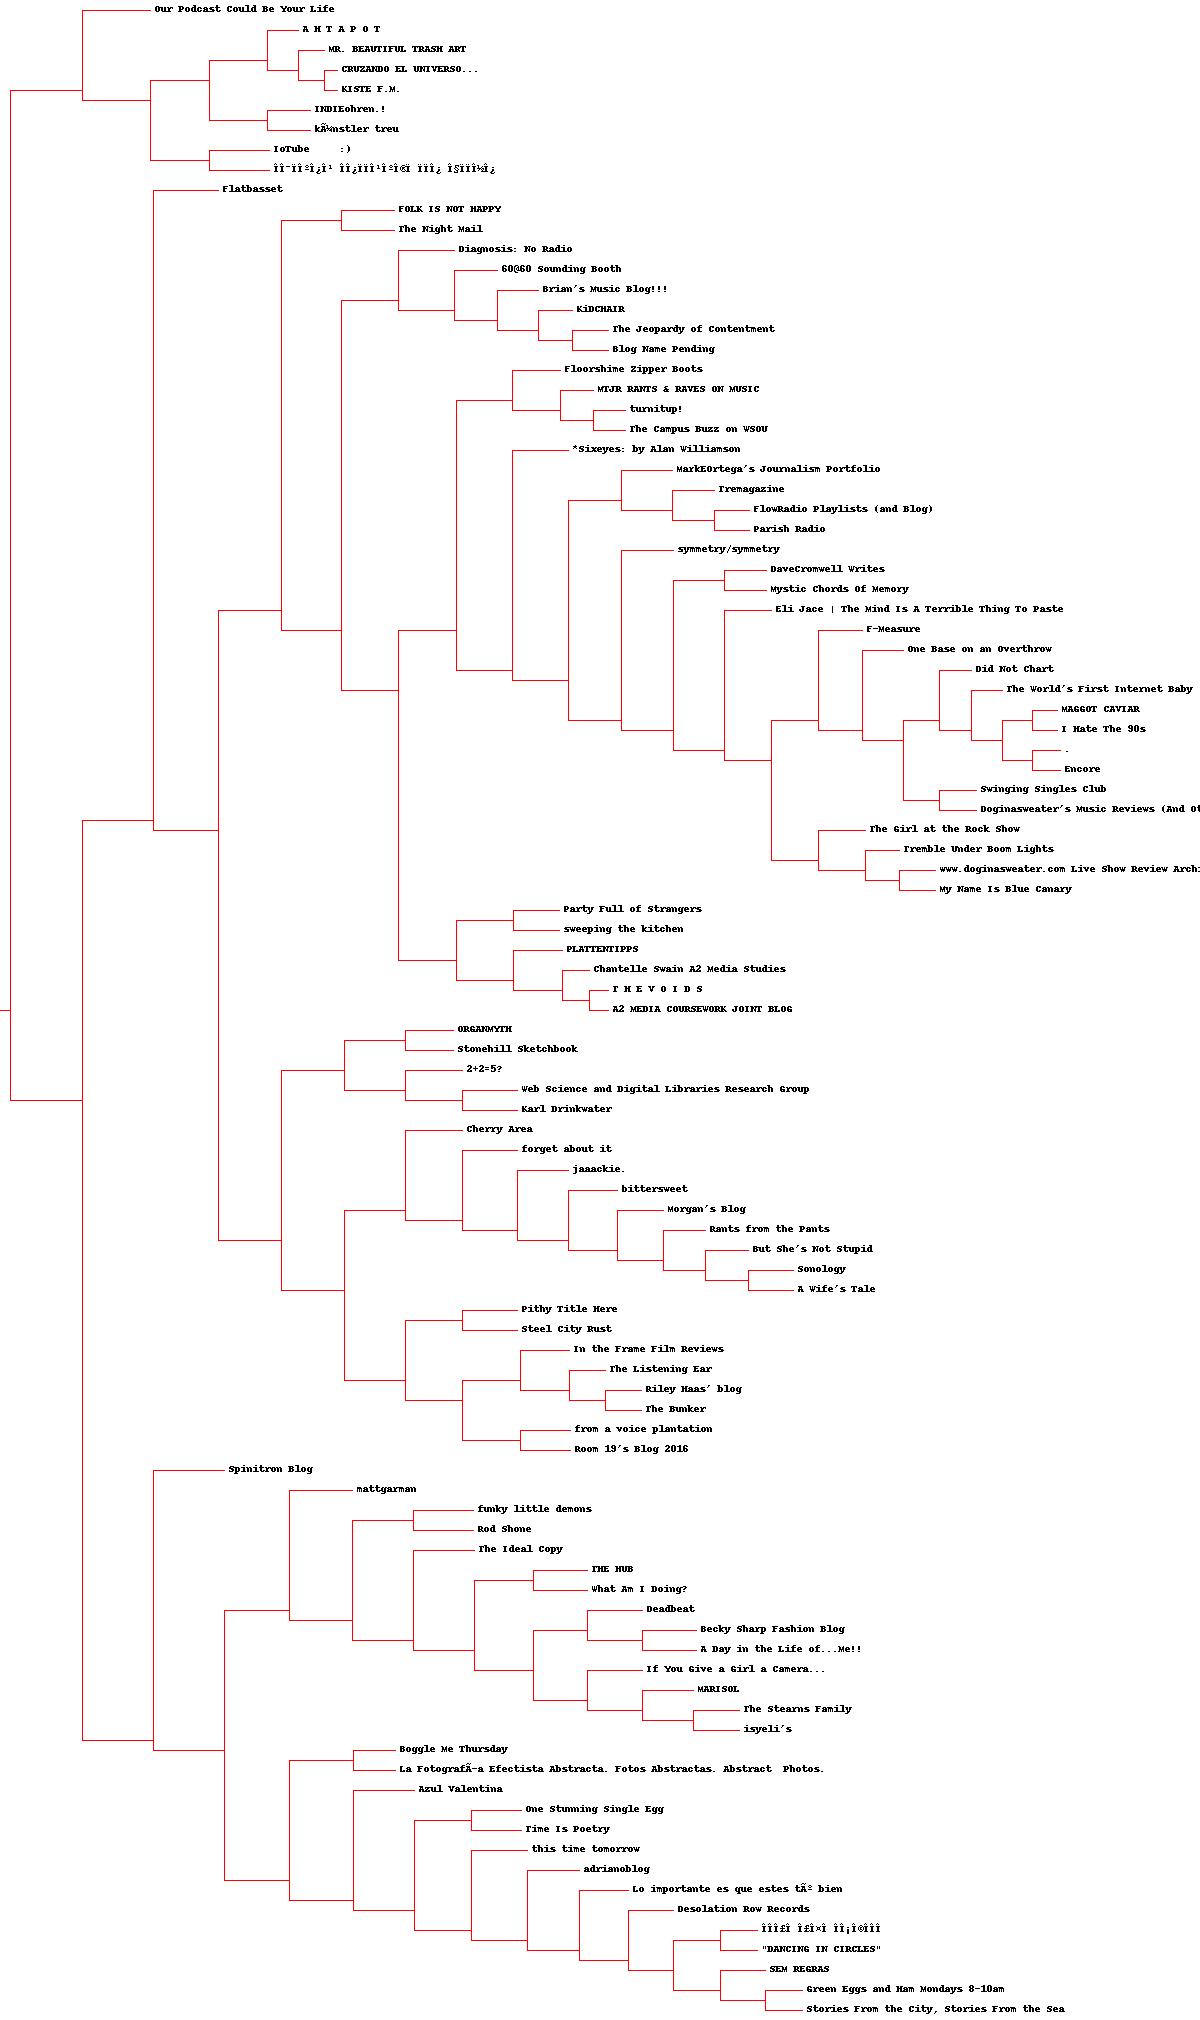 Our Podcast Could Be Your Life
A H T A P O T
MR. BEAUTIFUL TRASH ART
CRUZANDO EL UNIVERSO...
KISTE F.M.
INDIEohren.!
kÃ¼nstler treu
IoTube :)
Flatbasset
FOLK IS NOT HAPPY
The Night Mail
Diagnosis: No Radio
60@60 Sounding Booth
Brian's Music Blog!!!
KiDCHAIR
The Jeopardy of Contentment
Blog Name Pending
Floorshime Zipper Boots
MTJR RANTS & RAVES ON MUSIC
turnitup!
The Campus Buzz on WSOU
*Sixeyes: by Alan Williamson
MarkEOrtega's Journalism Portfolio
Tremagazine
FlowRadio Playlists (and Blog)
Parish Radio
symmetry/symmetry
DaveCromwell Writes
Mystic Chords Of Memory
Eli Jace | The Mind Is A Terrible Thing To Paste
F-Measure
One Base on an Overthrow
Did Not Chart
The World's First Internet Baby
MAGGOT CAVIAR
I Hate The 90s
.
Encore
Swinging Singles Club
Doginasweater's Music Reviews (And Ot
The Girl at the Rock Show
Tremble Under Boom Lights
www.doginasweater.com Live Show Review Archi
My Name Is Blue Canary
Party Full of Strangers
sweeping the kitchen
PLATTENTIPPS
Chantelle Swain A2 Media Studies
T H E V O I D S
A2 MEDIA COURSEWORK JOINT BLOG
ORGANMYTH
Stonehill Sketchbook
2+2=5?
Web Science and Digital Libraries Research Group
Karl Drinkwater
Cherry Area
forget about it
jaaackie.
bittersweet
Morgan's Blog
Rants from the Pants
But She's Not Stupid
Sonology
A Wife's Tale
Pithy Title Here
Steel City Rust
In the Frame Film Reviews
The Listening Ear
Riley Haas' blog
The Bunker
from a voice plantation
Room 19's Blog 2016
Spinitron Blog
mattgarman
funky little demons
Rod Shone
The Ideal Copy
THE HUB
What Am I Doing?
Deadbeat
Becky Sharp Fashion Blog
A Day in the Life of...Me!!
If You Give a Girl a Camera...
MARISOL
The Stearns Family
isyeli's
Boggle Me Thursday
La FotografÃ-a Efectista Abstracta. Fotos Abstractas. Abstract Photos.
Azul Valentina
One Stunning Single Egg
Time Is Poetry
this time tomorrow
adrianoblog
Lo importante es que estes tÃº bien
Desolation Row Records
"DANCING IN CIRCLES"
SEM REGRAS
Green Eggs and Ham Mondays 8-10am
Stories From the City, Stories From the Sea